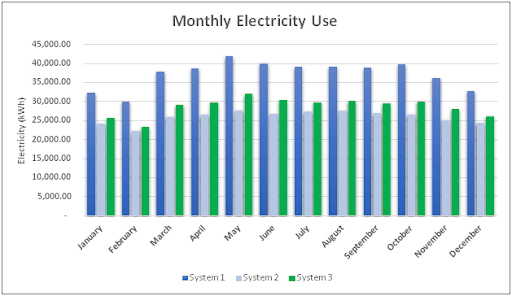 Monthly Electricity Use
Electricity (kWh)
45,000.00
40,000.00
35,000.00
30,000.00
25,000.00
20,000.00
15,000.00
10,000.00
5,000.00
-
January
February
March
April
May
June
July
August
September
October
November
December
System 1 System 2 System 3